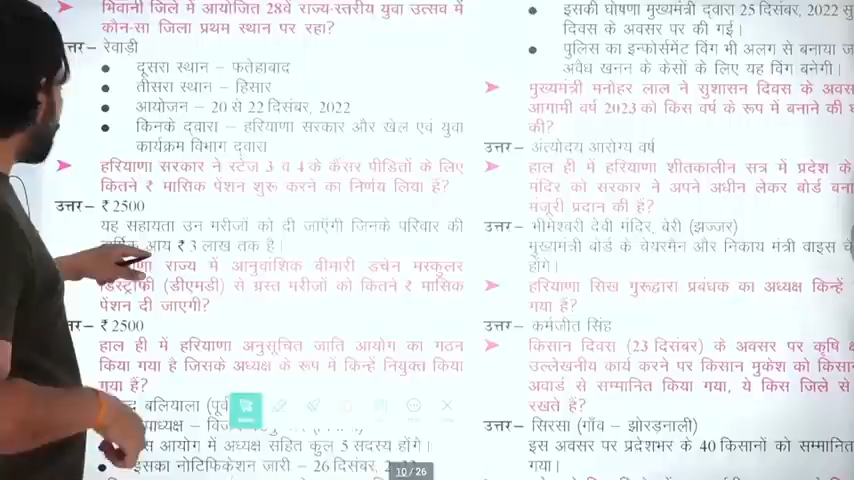 भिवानी जिले में आयोजित 28वें राज्य-स्तरीय युवा उत्सव में
कौन-सा जिला प्रथम स्थान पर रहा?
त्तर – रेवाड़ी
● दूसरा स्थान – फतेहाबाद
● तीसरा स्थान – हिसार
● आयोजन – 20 से 22 दिसंबर, 2022
● किनके द्वारा – हरियाणा सरकार और खेल एवं युवा
कार्यक्रम विभाग द्वारा
हरियाणा सरकार ने स्टेज 3 व 4 के कैंसर पीड़ितों के लिए
कितने ₹ मासिक पेंशन शुरू करने का निर्णय लिया है?
उत्तर – ₹ 2500
यह सहायता उन मरीजों को दी जाएँगी जिनके परिवार की
आय ₹ 3 लाख तक है।
राज्य में आनुवांशिक बीमारी डचेन मस्कुलर
डिस्ट्रॉफी (डीएमडी) से ग्रस्त मरीजों को कितने ₹ मासिक
पेंशन दी जाएगी?
त्तर – ₹ 2500
हाल ही में हरियाणा अनुसूचित जाति आयोग का गठन
किया गया है जिसके अध्यक्ष के रूप में किन्हें नियुक्त किया
गया है?
बलियाला (पूर्व
पाध्यक्ष –
आयोग में अध्यक्ष सहित कुल 5 सदस्य होंगे।
● इसका नोटिफिकेशन जारी – 26 दिसंबर,
10 / 26
● इसकी घोषणा मुख्यमंत्री द्वारा 25 दिसंबर, 2022 सु
दिवस के अवसर पर की गई।
● पुलिस का इन्फोर्समेंट विंग भी अलग से बनाया ज
अवैध खनन के केसों के लिए यह विंग बनेगी।
मुख्यमंत्री मनोहर लाल ने सुशासन दिवस के अवस
आगामी वर्ष 2023 को किस वर्ष के रूप में बनाने की घ
की?
उत्तर – अंत्योदय आरोग्य वर्ष
हाल ही में हरियाणा शीतकालीन सत्र में प्रदेश के
मंदिर को सरकार ने अपने अधीन लेकर बोर्ड बना
मंजूरी प्रदान की है?
उत्तर – भीमेश्वरी देवी मंदिर, बेरी (झज्जर)
मुख्यमंत्री बोर्ड के चेयरमैन और निकाय मंत्री वाइस चे
होंगे।
हरियाणा सिख गुरूद्वारा प्रबंधक का अध्यक्ष किन्हें
गया है?
उत्तर – कर्मजीत सिंह
किसान दिवस (23 दिसंबर) के अवसर पर कृषि क्ष
उल्लेखनीय कार्य करने पर किसान मुकेश को किसान
अवार्ड से सम्मानित किया गया, ये किस जिले से
रखते हैं?
उत्तर – सिरसा (गाँव – झोरड़नाली)
इस अवसर पर प्रदेशभर के 40 किसानों को सम्मानित
गया।